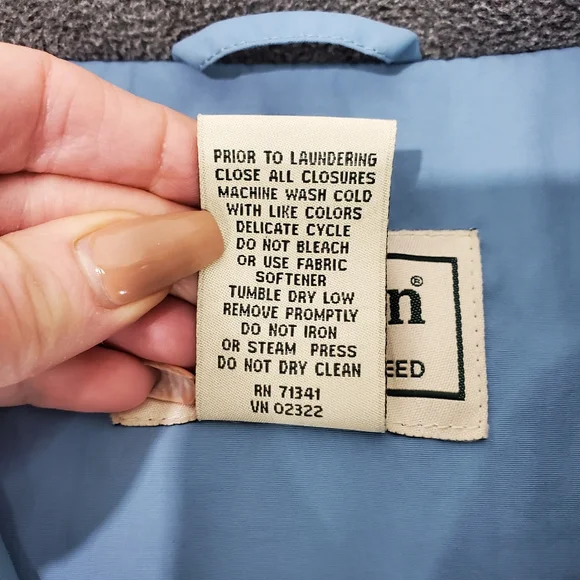 PRIOR TO LAUNDERING
CLOSE ALL CLOSURES
MACHINE WASH COLD
WITH LIKE COLORS
DELICATE CYCLE
DO NOT BLEACH
OR USE FABRIC
SOFTENER
TUMBLE DRY LOW
REMOVE PROMPTLY
DO NOT IRON
OR STEAM PRESS
DO NOT DRY CLEAN
RN 71341
VN 02322
n®
EED